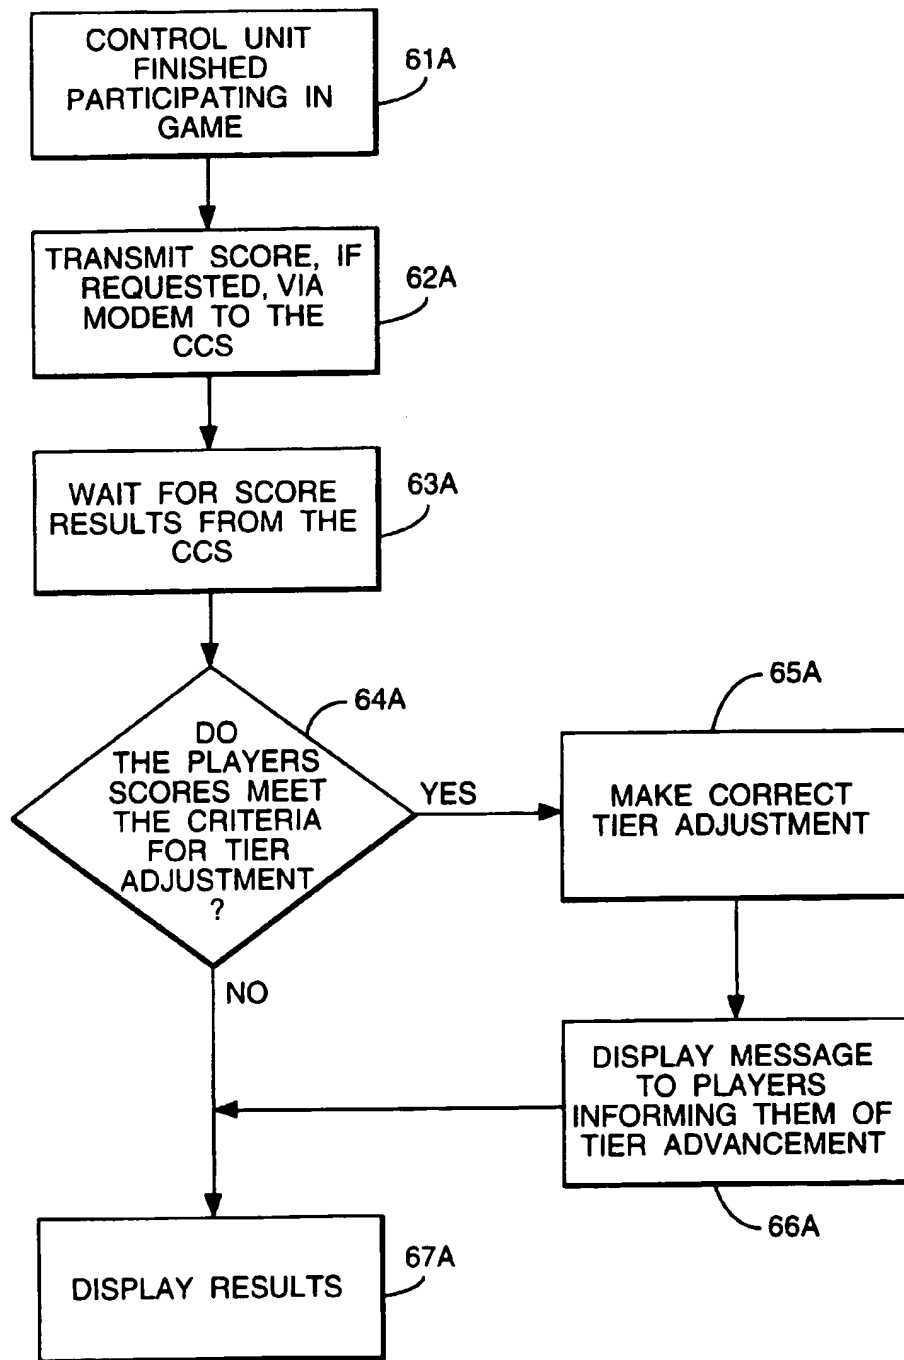 CONTROL UNIT
FINISHED
PARTICIPATING IN
GAME
61A
TRANSMIT SCORE, IF
REQUESTED, VIA
MODEM TO THE
CCS
62A
WAIT FOR SCORE
RESULTS FROM THE
CCS
63A
DO
THE PLAYERS
SCORES MEET
THE CRITERIA
FOR TIER
ADJUSTMENT
?
64A
YES
NO
MAKE CORRECT
TIER ADJUSTMENT
65A
DISPLAY MESSAGE
TO PLAYERS
INFORMING THEM OF
TIER ADVANCEMENT
66A
DISPLAY RESULTS
67A